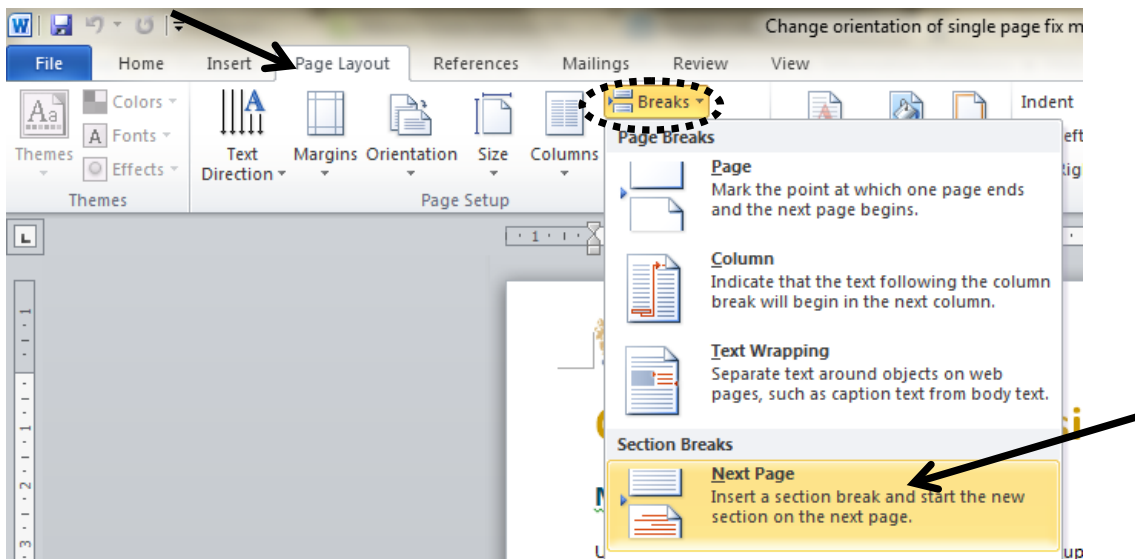 Change orientation of single page fix m
File Home Insert Page Layout References Mailings Review View
Aa Colors Fonts Effects
Themes
Text Direction
Margins Orientation Size Columns
Breaks
Indent
eft
ig
Themes
Page Setup
Page Breaks
Page
Mark the point at which one page ends
and the next page begins.
Column
Indicate that the text following the column
break will begin in the next column.
Text Wrapping
Separate text around objects on web
pages, such as caption text from body text.
Section Breaks
Next Page
Insert a section break and start the new
section on the next page.
si
up